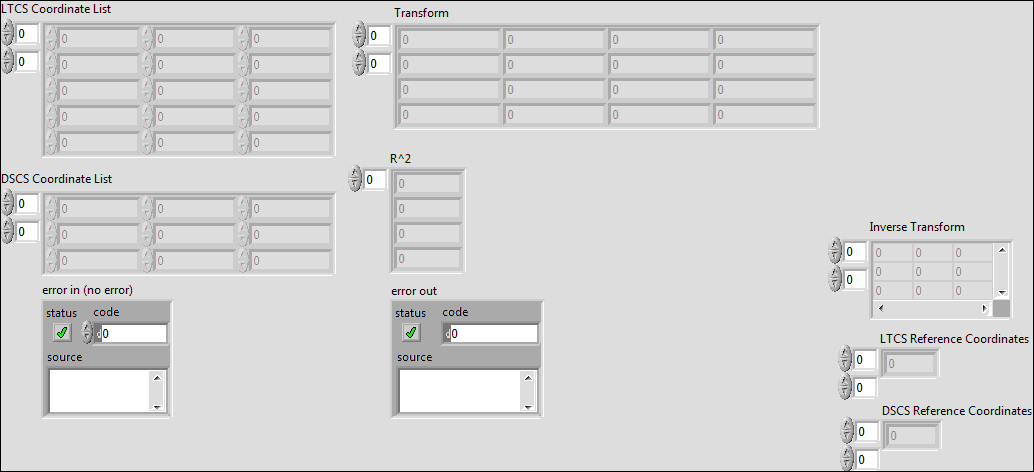 LTCS Coordinate List
0 0 0 0
0 0 0 0
0 0 0
0 0 0
0 0 0
Transform
0 0 0 0 0
0 0 0 0 0
0 0 0 0
0 0 0 0
DSCS Coordinate List
0 0 0 0
0 0 0 0
0 0 0
R^2
0 0
0
0
0
error in (no error)
status code
0
source
error out
status code
0
source
Inverse Transform
0 0 0 0
0 0 0 0
0 0 0
LTCS Reference Coordinates
0 0
0
DSCS Reference Coordinates
0 0
0